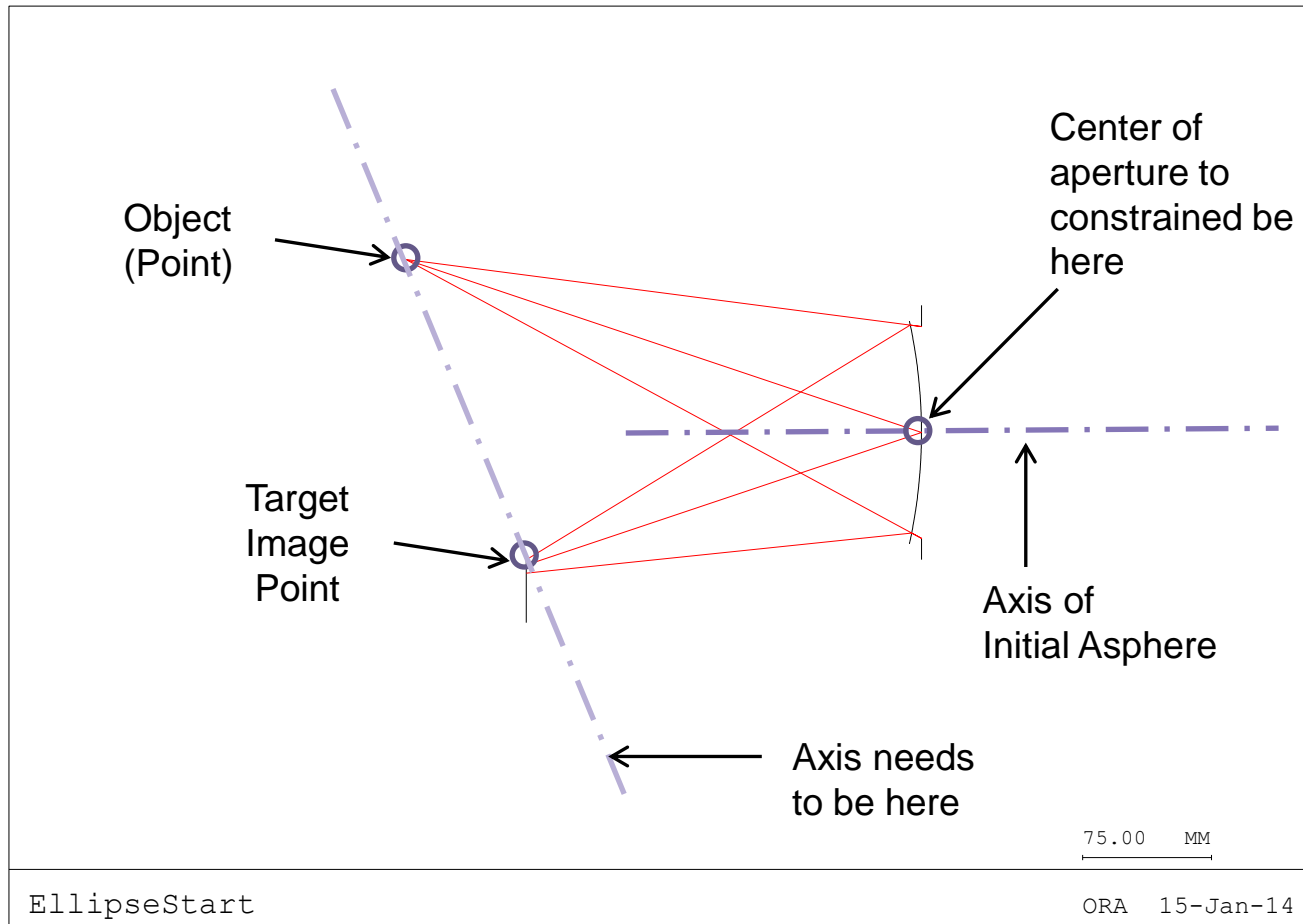 Center of
aperture to
constrained be
here
Object
(Point)
Target
Image
Point
Axis of
Initial Asphere
Axis needs
to be here
75.00 MM
EllipseStart
ORA 15-Jan-14